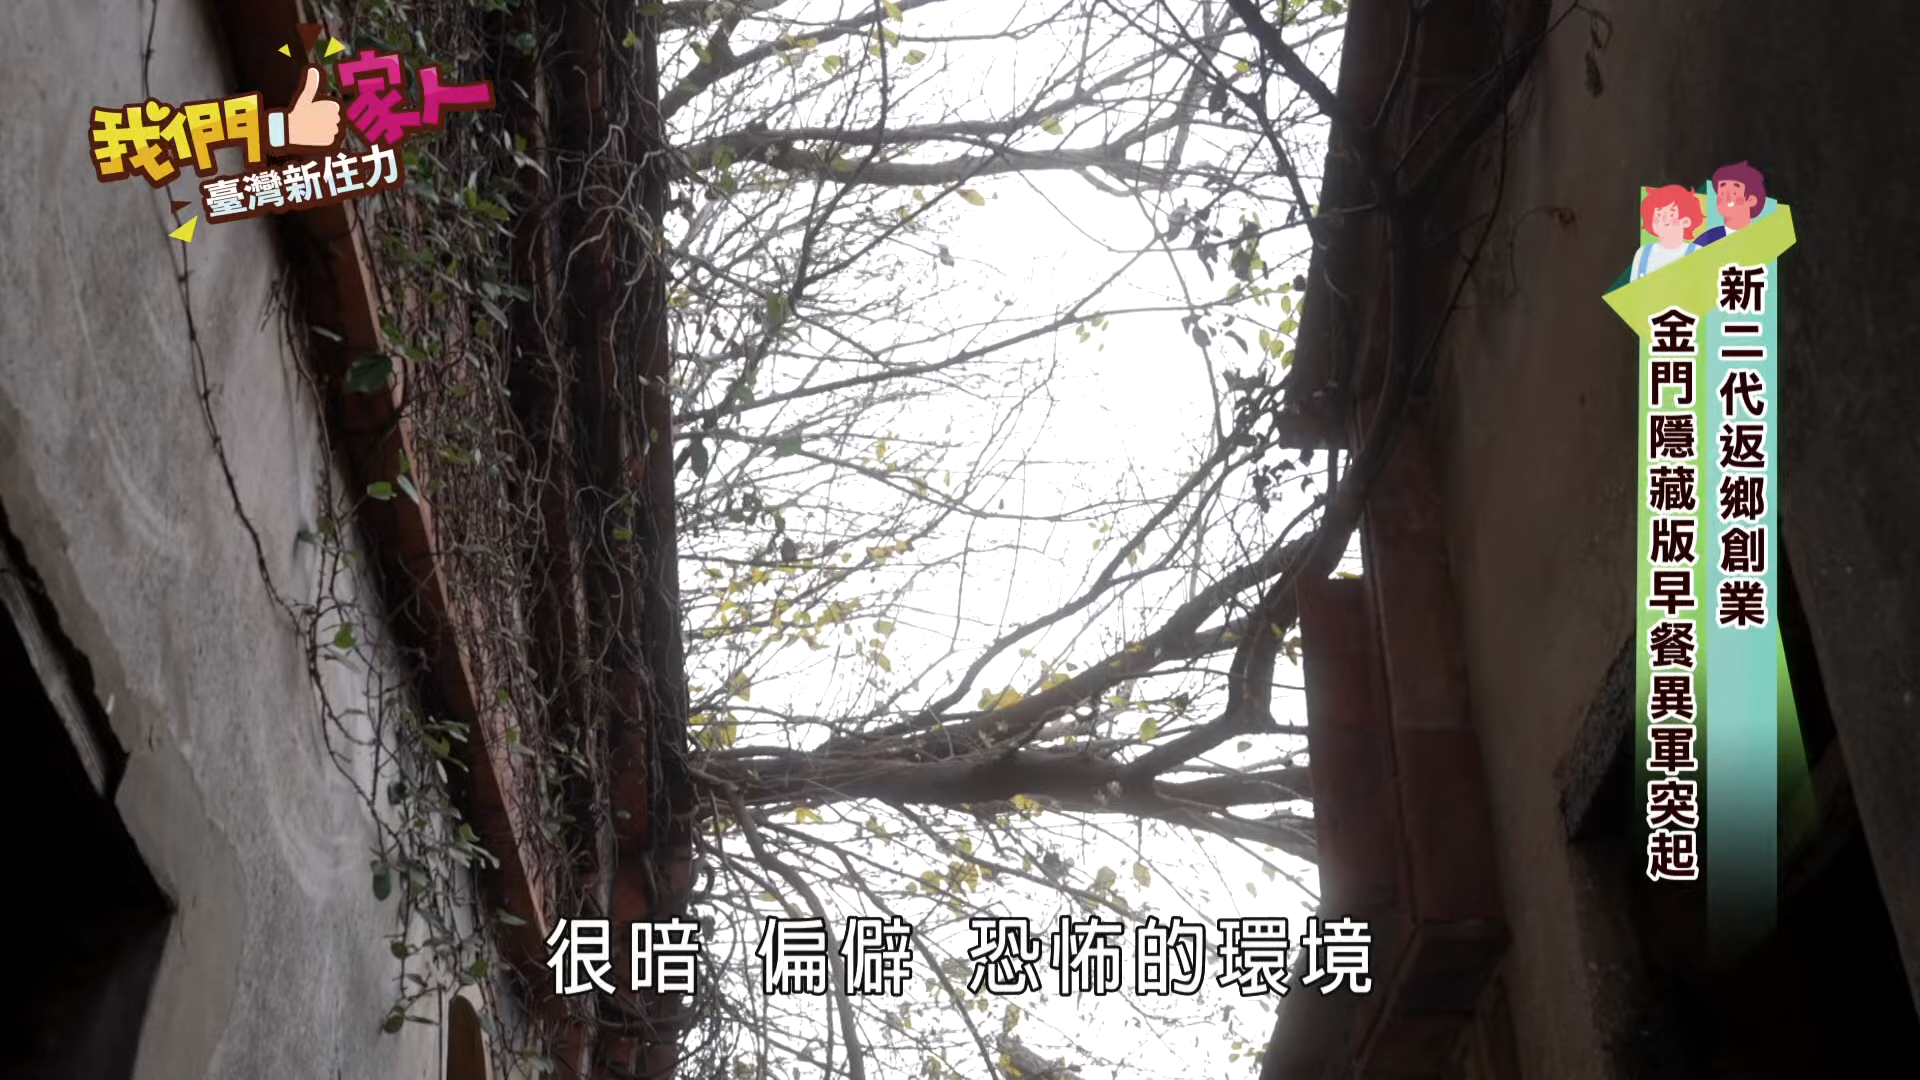 我們一家人
臺灣新住力
新二代返鄉創業
金門隱藏版早餐異軍突起
很暗 偏僻 恐怖的環境